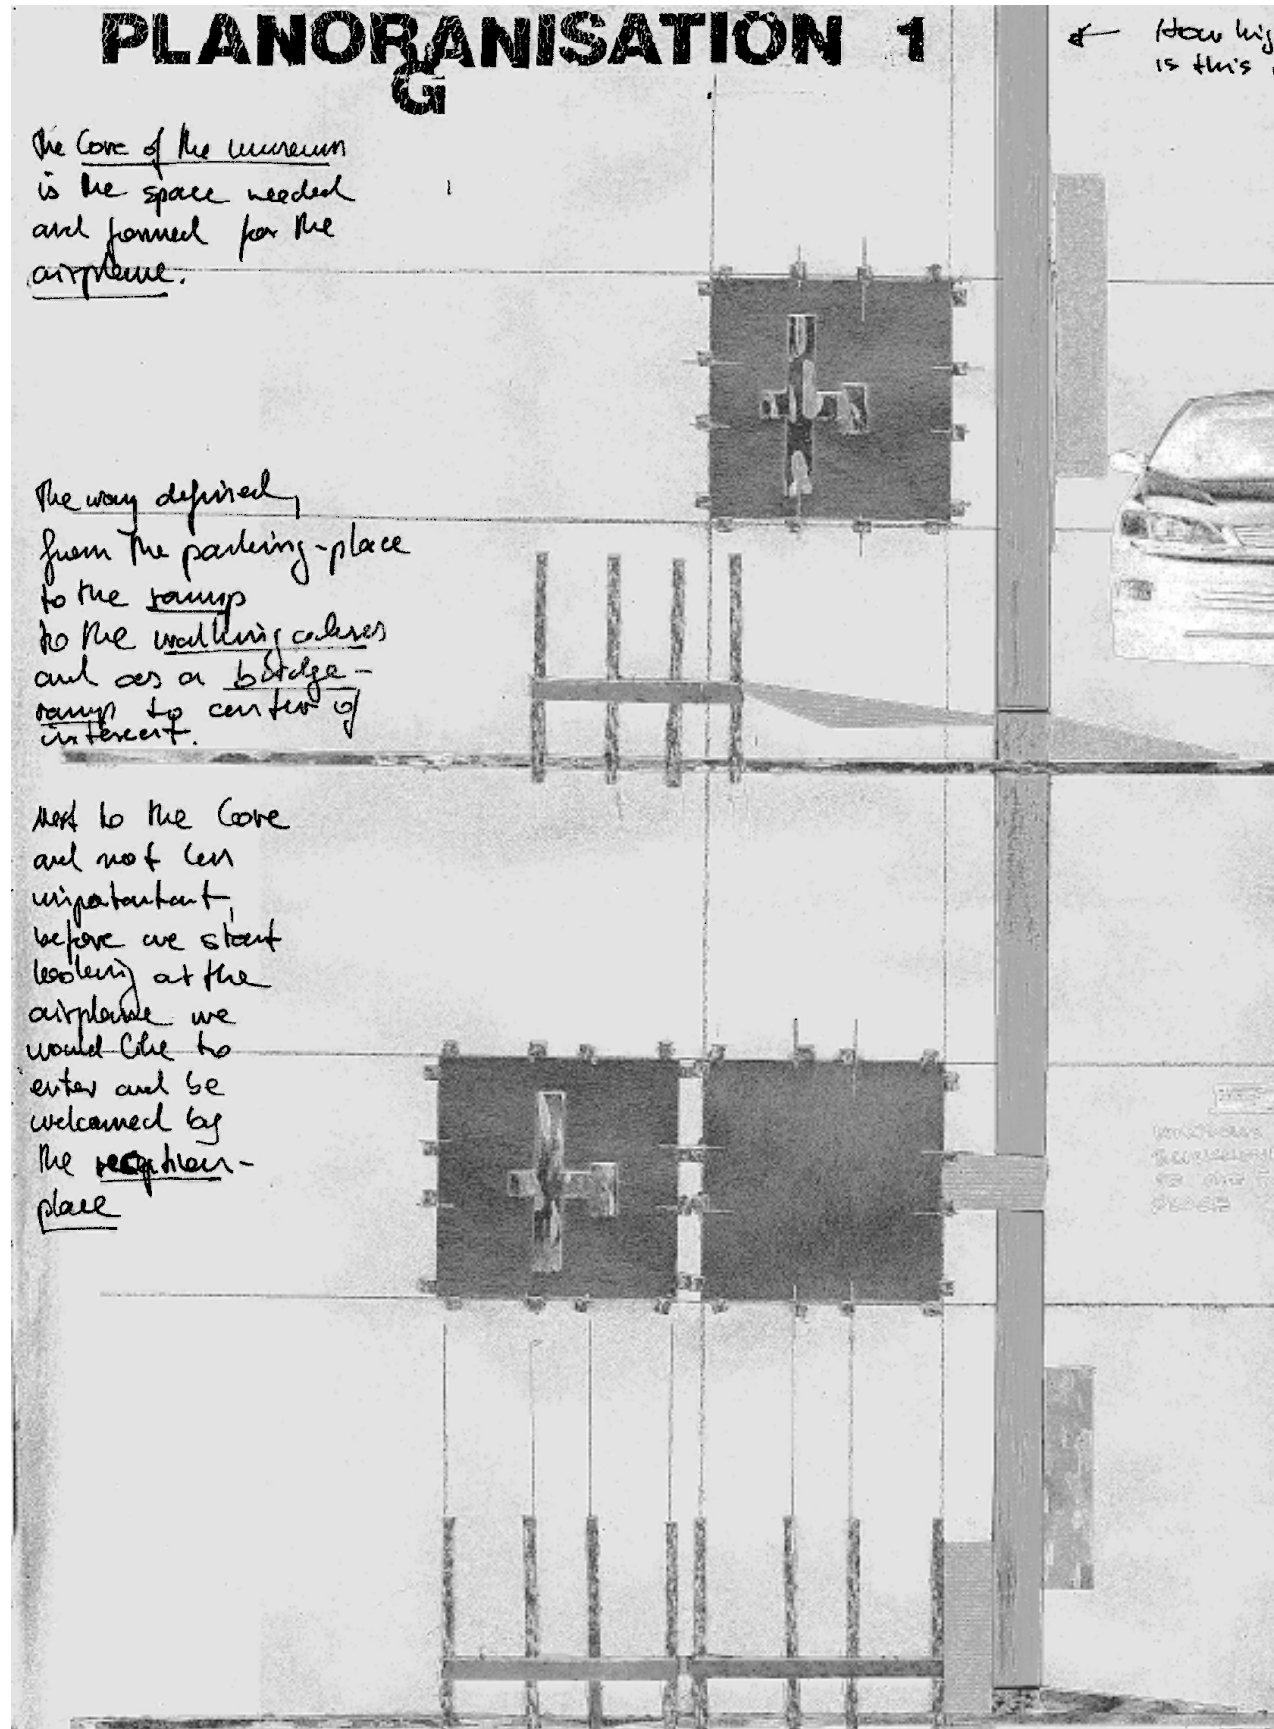 PLANORANISATION 1
G
← How hig
is this
the Core of the museum
is the space needed
and formed for the
airplane.
The way defined,
from the parking-place
to the ramp
to the walking
and as a bridge-
ramp to center of
interest.
next to the Core
and not less
impotantant,
before we start
looking at the
airplane we
would like to
enter and be
welcomed by
the reception-
place